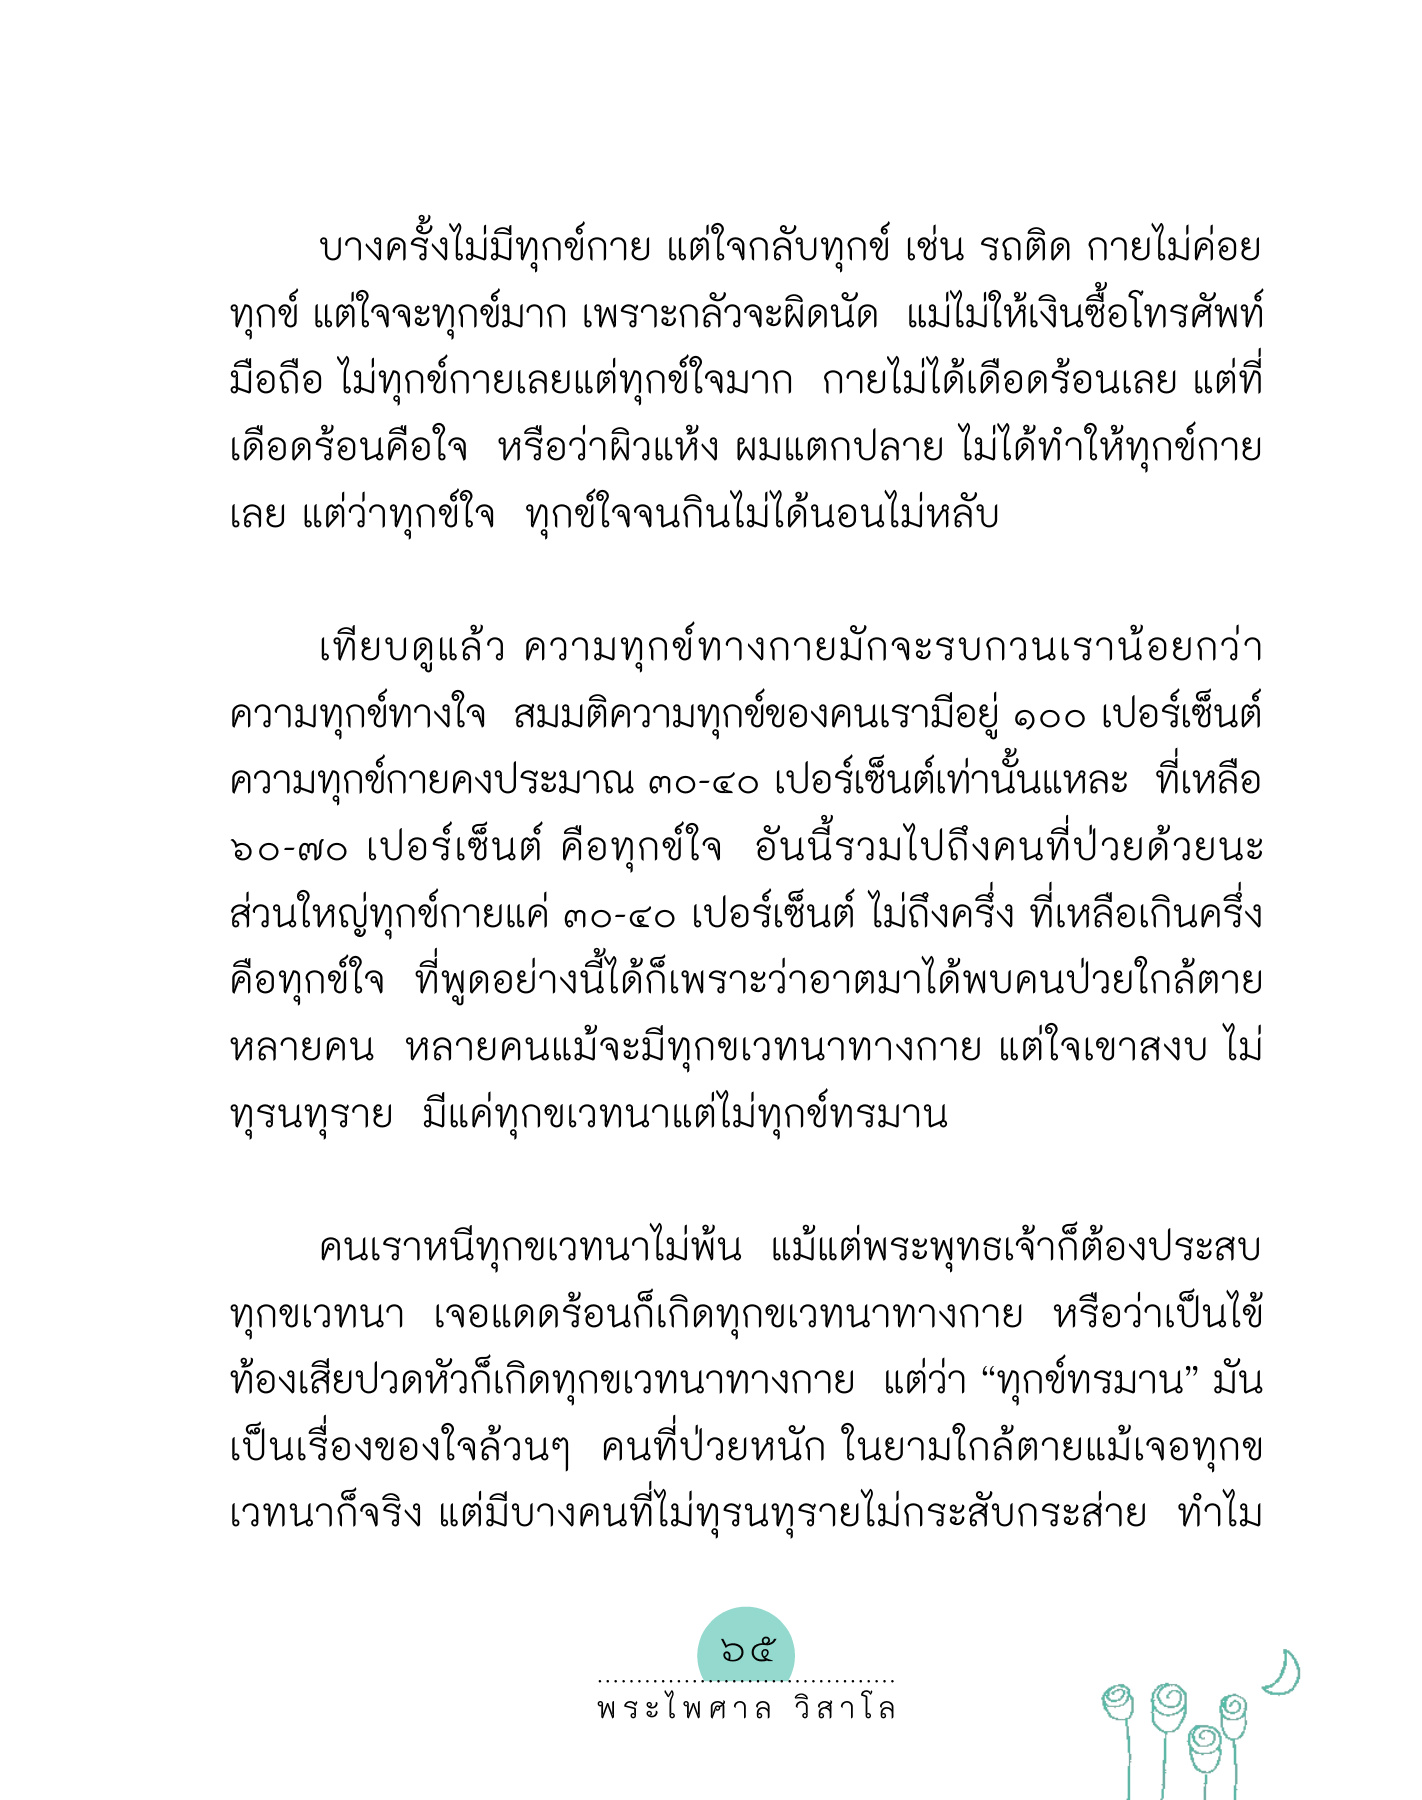 บางครั้งไม่มีทุกข์กาย แต่ใจกลับทุกข์ เช่น รถติด กายไม่ค่อย
ทุกข์ แต่ใจจะทุกข์มาก เพราะกลัวจะผิดนัด  แม่ไม่ให้เงินซื้อโทรศัพท์
มือถือ ไม่ทุกข์กายเลยแต่ทุกข์ใจมาก  กายไม่ได้เดือดร้อนเลย แต่ที่
เดือดร้อนคือใจ  หรือว่าผิวแห้ง ผมแตกปลาย ไม่ได้ทำให้ทุกข์กาย
เลย แต่ว่าทุกข์ใจ  ทุกข์ใจจนกินไม่ได้นอนไม่หลับ
เทียบดูแล้ว ความทุกข์ทางกายมักจะรบกวนเราน้อยกว่า
ความทุกข์ทางใจ  สมมติความทุกข์ของคนเรามีอยู่ ๑๐๐ เปอร์เซ็นต์
ความทุกข์กายคงประมาณ ๓๐-๔๐ เปอร์เซ็นต์เท่านั้นแหละ  ที่เหลือ
๖๐-๗๐ เปอร์เซ็นต์ คือทุกข์ใจ  อันนี้รวมไปถึงคนที่ป่วยด้วยนะ
ส่วนใหญ่ทุกข์กายแค่ ๓๐-๔๐ เปอร์เซ็นต์ ไม่ถึงครึ่ง ที่เหลือเกินครึ่ง
คือทุกข์ใจ  ที่พูดอย่างนี้ได้ก็เพราะว่าอาตมาได้พบคนป่วยใกล้ตาย
หลายคน  หลายคนแม้จะมีทุกขเวทนาทางกาย แต่ใจเขาสงบ ไม่
ทุรนทุราย  มีแค่ทุกขเวทนาแต่ไม่ทุกข์ทรมาน
คนเราหนีทุกขเวทนาไม่พ้น  แม้แต่พระพุทธเจ้าก็ต้องประสบ
ทุกขเวทนา  เจอแดดร้อนก็เกิดทุกขเวทนาทางกาย  หรือว่าเป็นไข้
ท้องเสียปวดหัวก็เกิดทุกขเวทนาทางกาย  แต่ว่า “ทุกข์ทรมาน” มัน
เป็นเรื่องของใจล้วนๆ  คนที่ป่วยหนัก ในยามใกล้ตายแม้เจอทุกข
เวทนาก็จริง แต่มีบางคนที่ไม่ทุรนทุรายไม่กระสับกระส่าย  ทำไม
๖๕
พระไพศาล วิสาโล